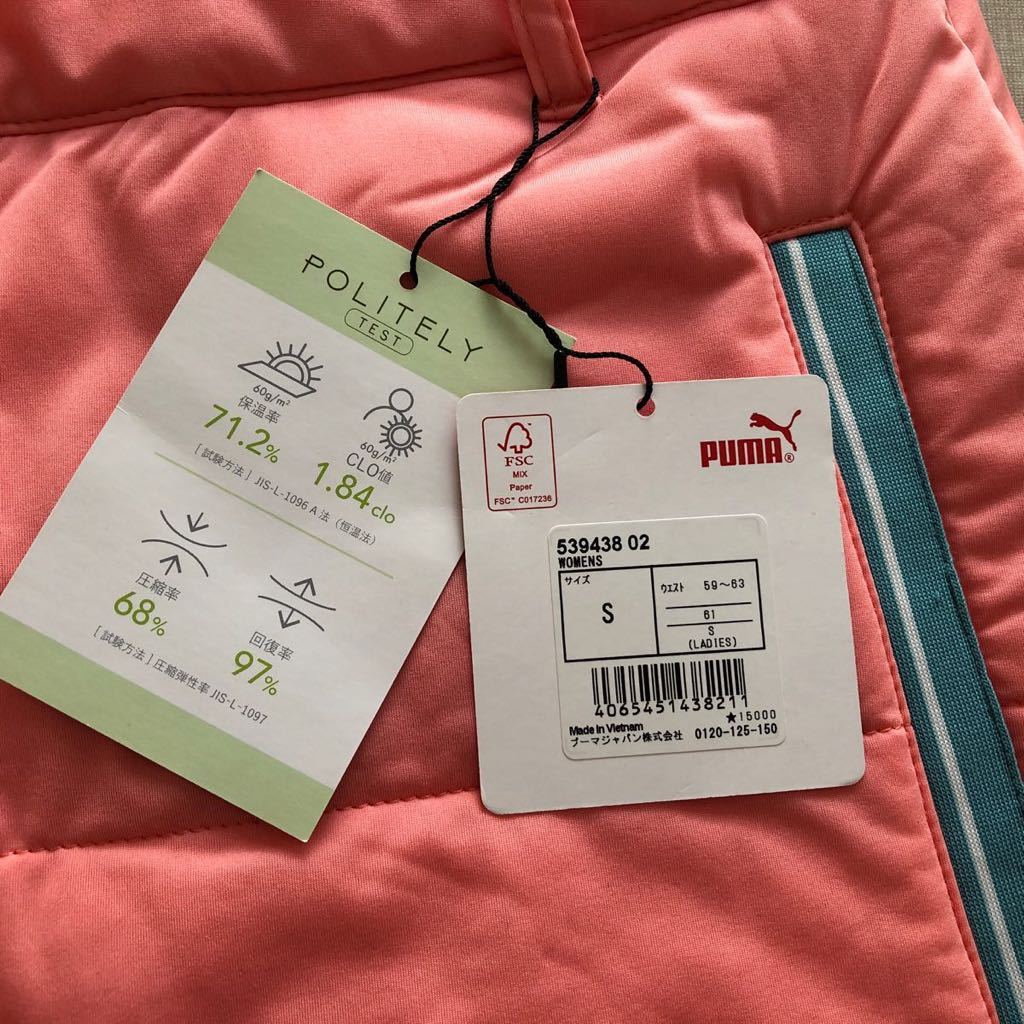 POLITELY
TEST
60g/m²
保温率
71.2%
60g/m²
CLO値
1.84clo
[試験方法] JIS-L-1096 A法 (恒温法)
圧縮率
68%
回復率
97%
[試験方法] 圧縮弾性率 JIS-L-1097
FSC
MIX
Paper
FSC™ C017236
PUMA®
539438 02
WOMENS
サイズ
S
ウエスト 59～63
61
S
(LADIES)
4065451438211
★15000
Made in Vietnam
プーマジャパン株式会社 0120-125-150